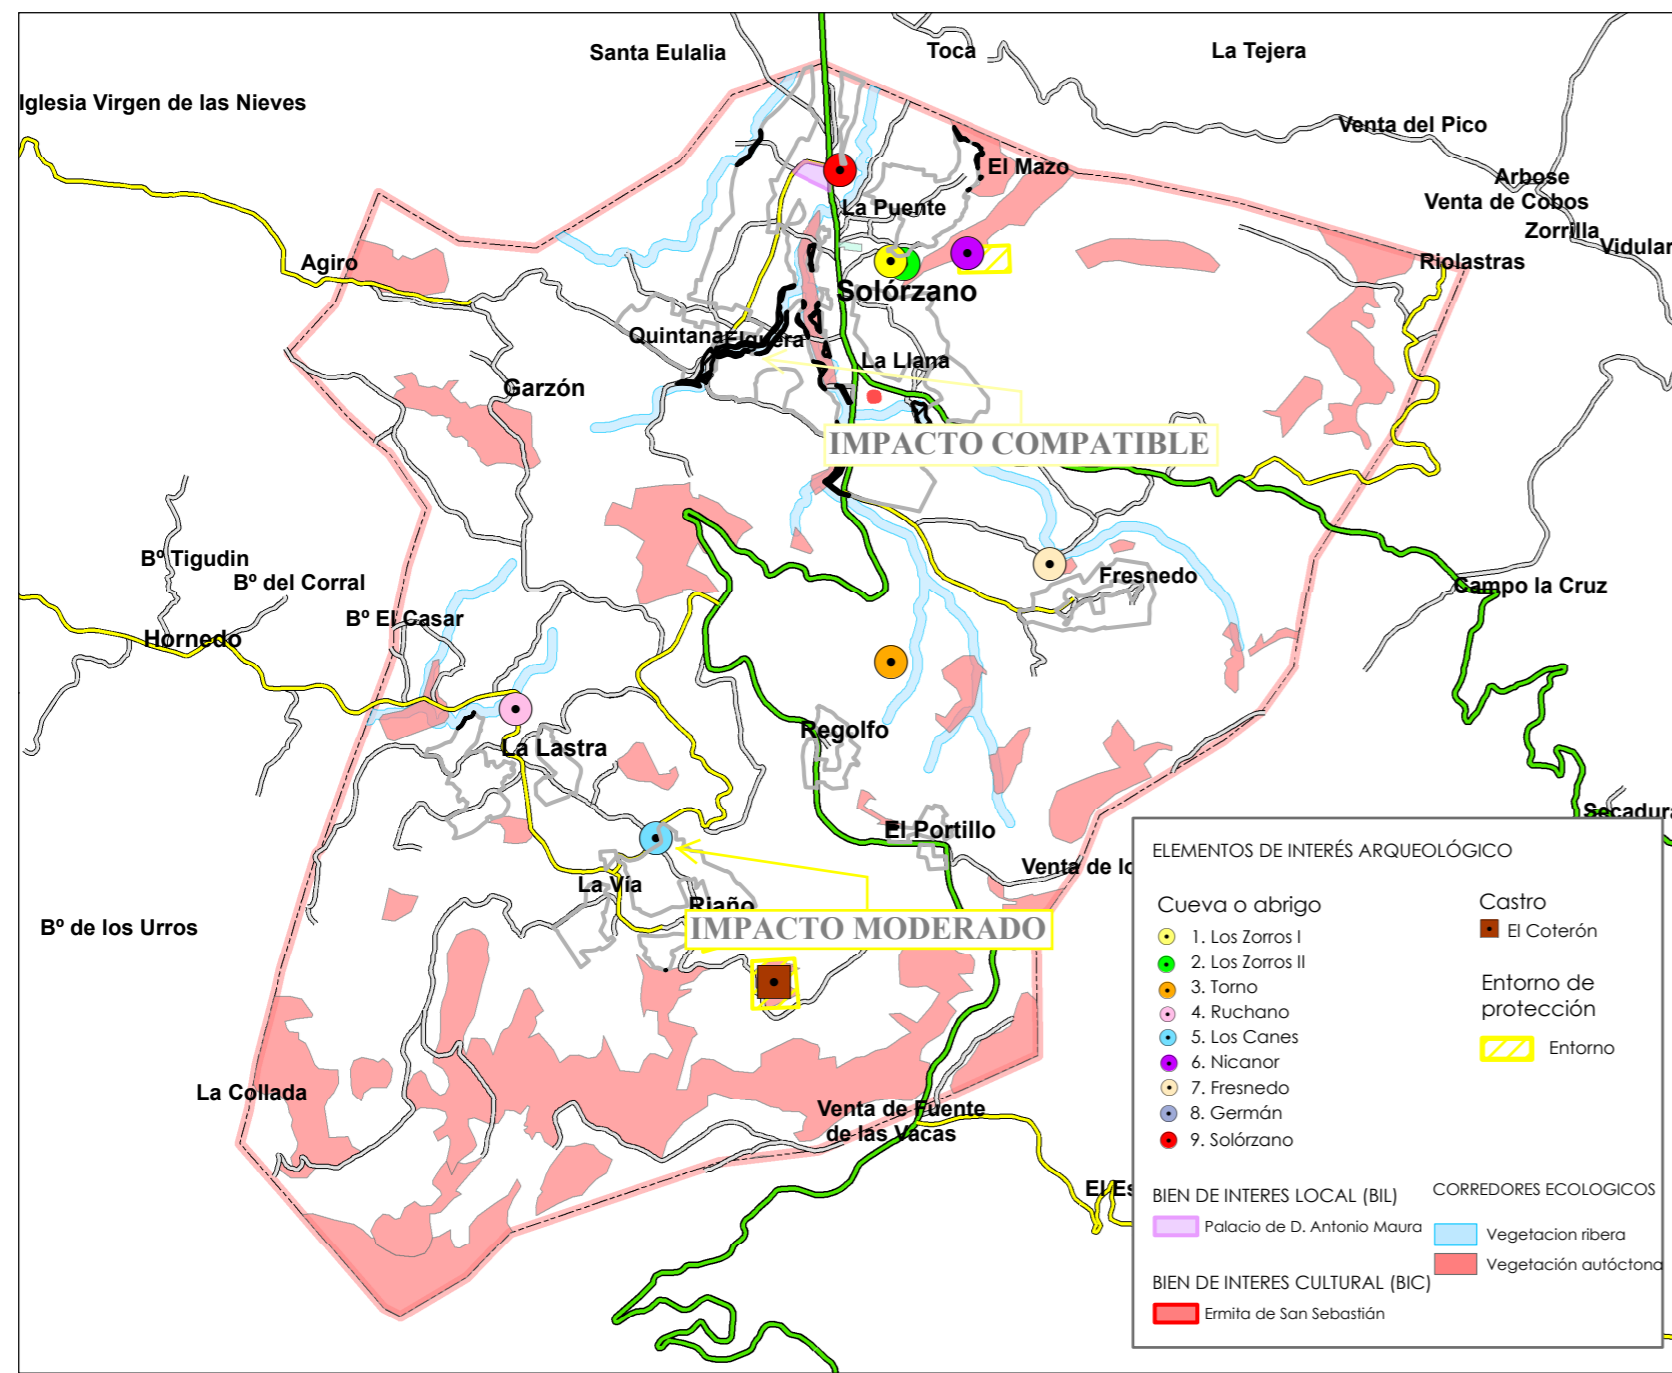 Santa Eulalia
Toca
La Tejera
Iglesia Virgen de las Nieves
Venta del Pico
El Mazo
Arbose
Venta de Cobos
La Puente
Zorrilla
Vidular
Agiro
Riolastras
Solórzano
Quintana
La Llana
Garzón
IMPACTO COMPATIBLE
Bº Tigudin
Bº del Corral
Fresnedo
Campo la Cruz
Bº El Casar
Hornedo
Regolfo
La Lastra
Secadura
El Portillo
Venta de lo
La Vía
Riaño
Bº de los Urros
IMPACTO MODERADO
La Collada
Venta de Fuente
de las Vacas
El Es
ELEMENTOS DE INTERÉS ARQUEOLÓGICO
Cueva o abrigo
1. Los Zorros I
2. Los Zorros II
3. Torno
4. Ruchano
5. Los Canes
6. Nicanor
7. Fresnedo
8. Germán
9. Solórzano
Castro
El Coterón
Entorno de
protección
Entorno
BIEN DE INTERES LOCAL (BIL)
Palacio de D. Antonio Maura
BIEN DE INTERES CULTURAL (BIC)
Ermita de San Sebastián
CORREDORES ECOLOGICOS
Vegetacion ribera
Vegetación autóctona